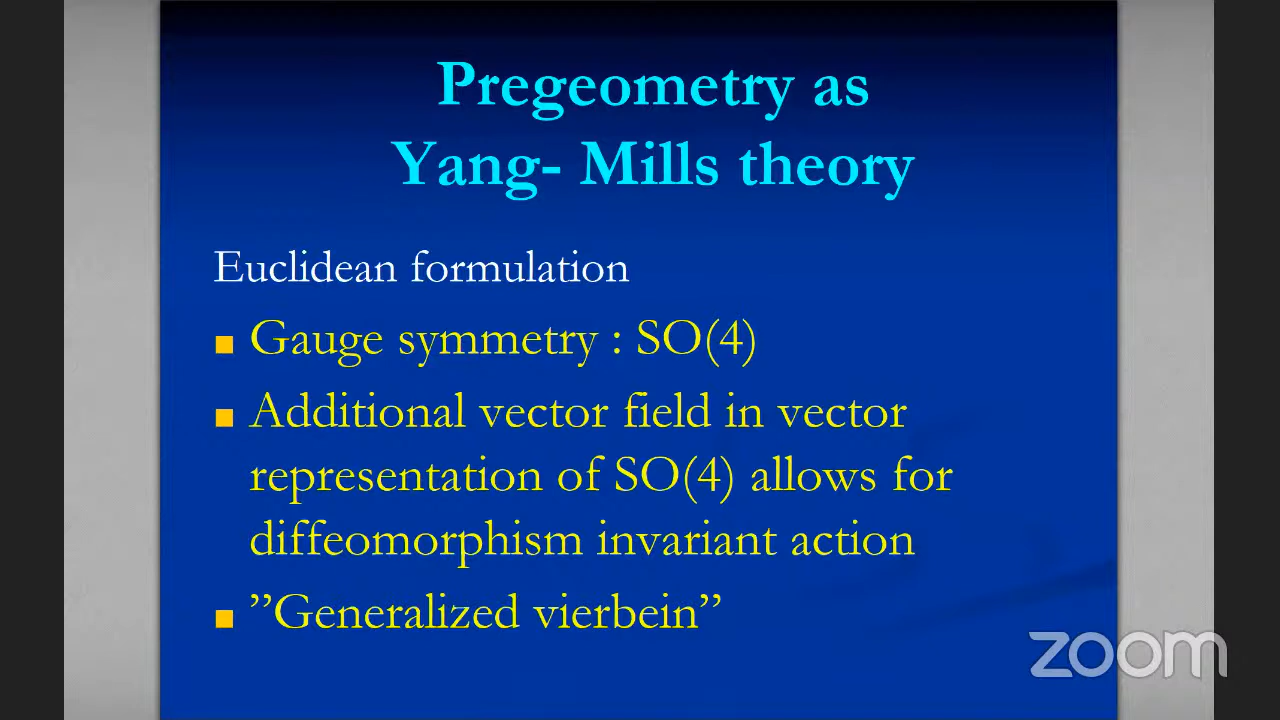 Pregeometry as
Yang- Mills theory
Euclidean formulation
■ Gauge symmetry : SO(4)
■ Additional vector field in vector
representation of SO(4) allows for
diffeomorphism invariant action
■ ”Generalized vierbein”
zoom